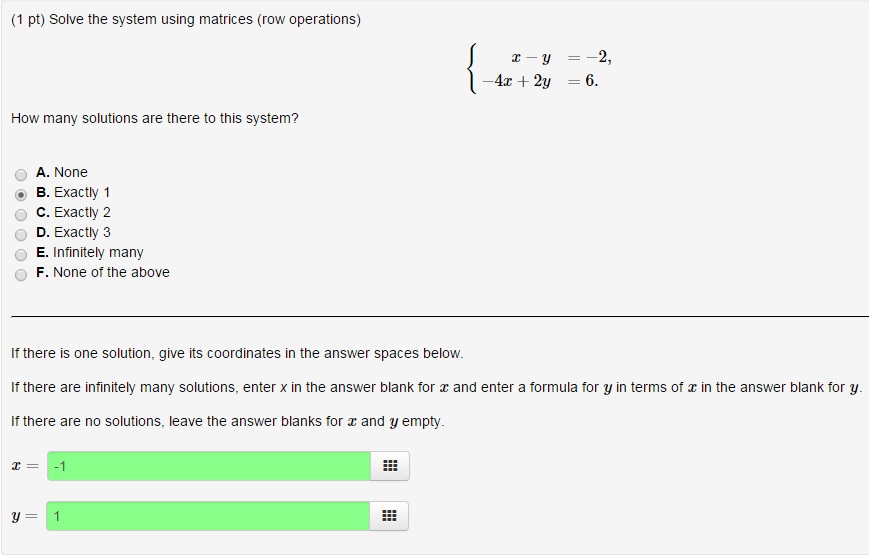 (1 pt) Solve the system using matrices (row operations)
x − y = −2,
−4x + 2y = 6.
How many solutions are there to this system?
A. None
B. Exactly 1
C. Exactly 2
D. Exactly 3
E. Infinitely many
F. None of the above
If there is one solution, give its coordinates in the answer spaces below.
If there are infinitely many solutions, enter x in the answer blank for x and enter a formula for y in terms of x in the answer blank for y.
If there are no solutions, leave the answer blanks for x and y empty.
x = -1
y = 1